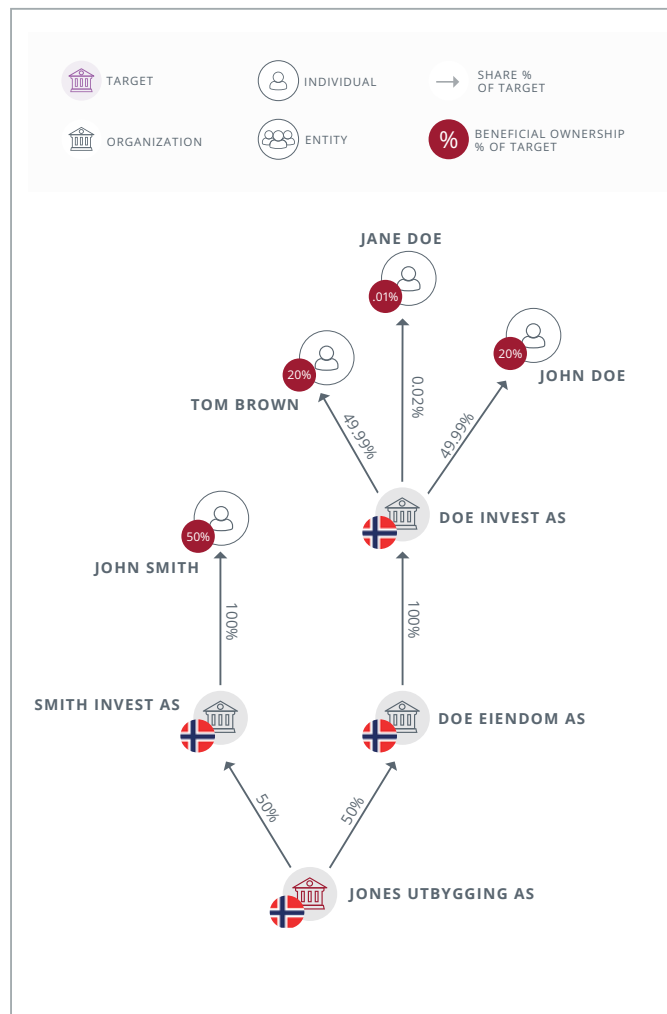 TARGET
INDIVIDUAL
SHARE %
OF TARGET
ORGANIZATION
ENTITY
%
BENEFICIAL OWNERSHIP
% OF TARGET
JANE DOE
.01%
20%
TOM BROWN
20%
JOHN DOE
49.99%
0.02%
49.99%
DOE INVEST AS
50%
JOHN SMITH
100%
100%
SMITH INVEST AS
DOE EIENDOM AS
50%
50%
JONES UTBYGGING AS